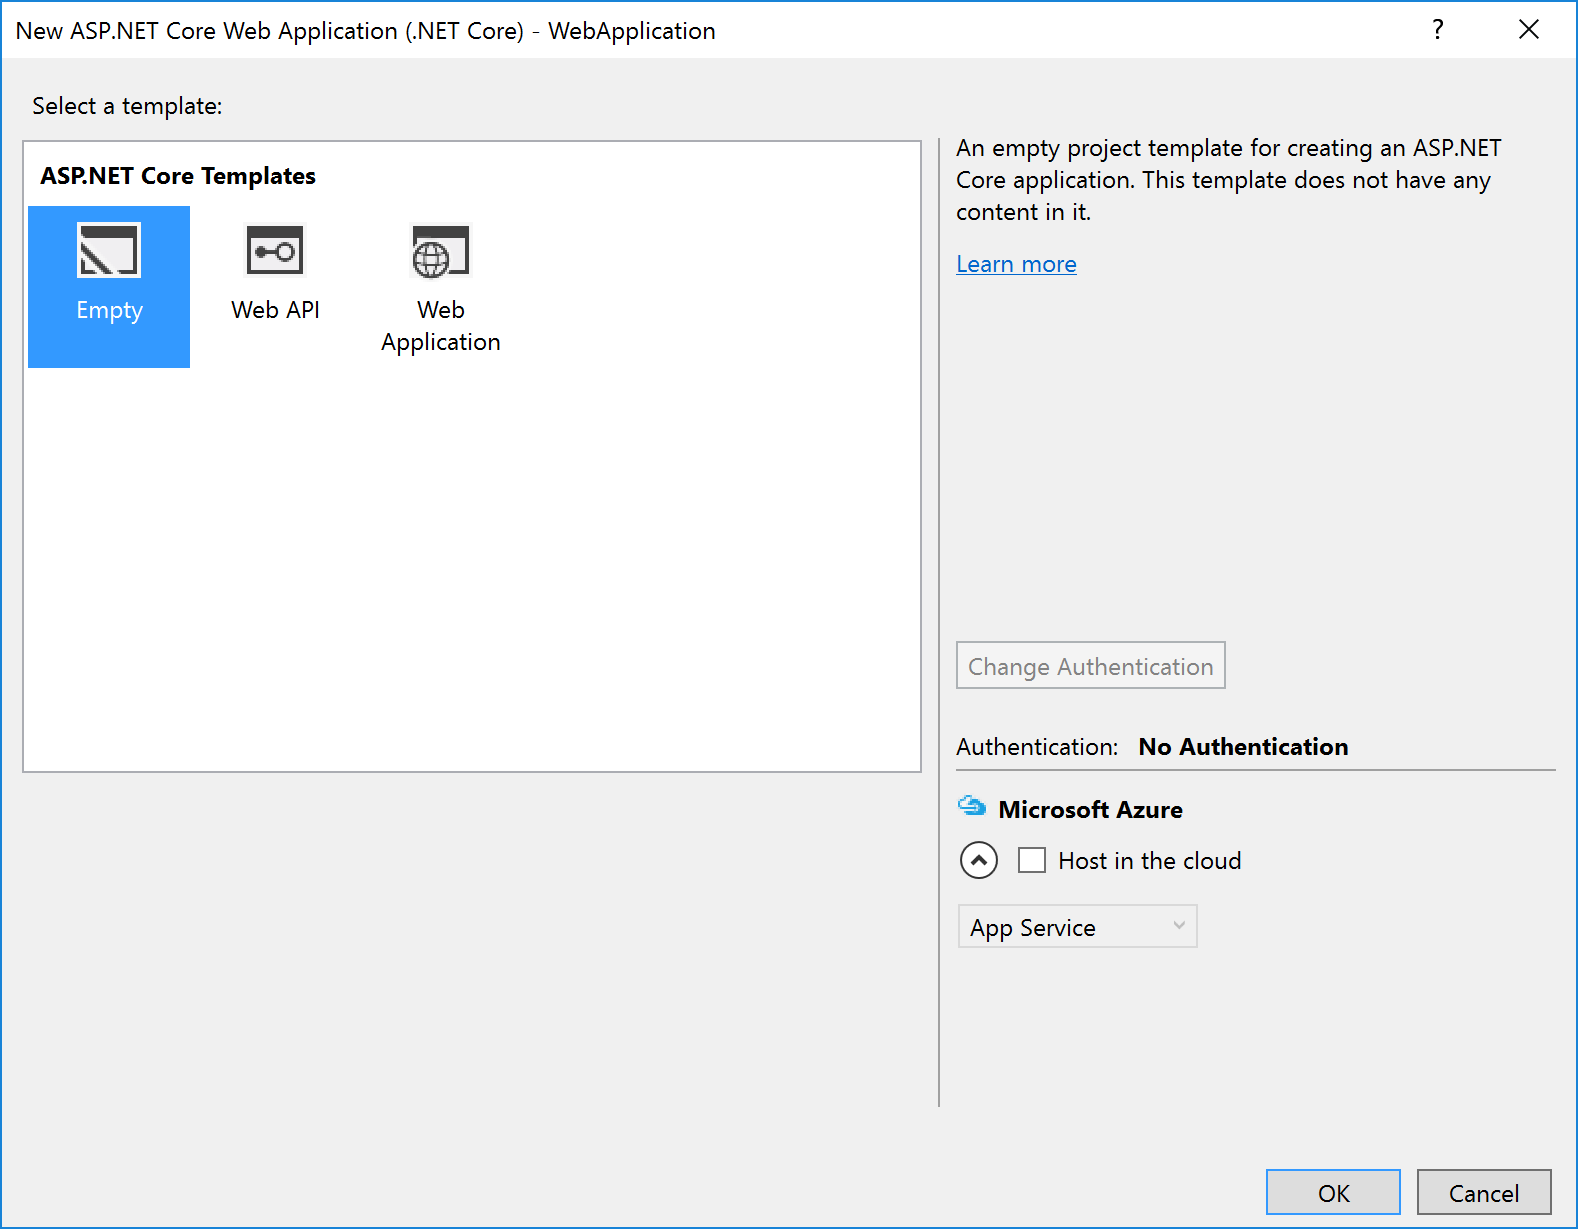 New ASP.NET Core Web Application (.NET Core) - WebApplication
?
Select a template:
ASP.NET Core Templates
Empty
Web API
Web
Application
An empty project template for creating an ASP.NET
Core application. This template does not have any
content in it.
Learn more
Change Authentication
Authentication: No Authentication
Microsoft Azure
Host in the cloud
App Service
OK
Cancel